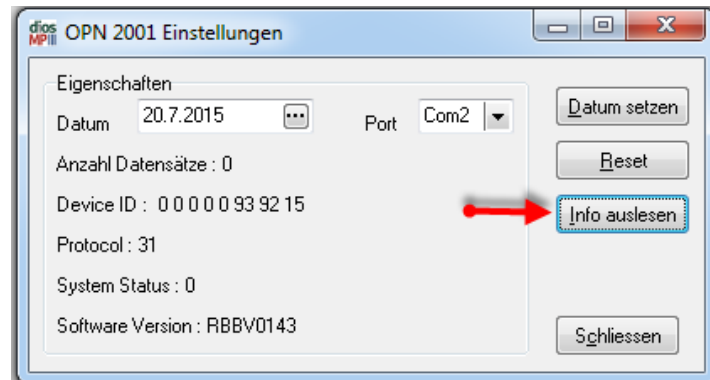 dios
MPIII OPN 2001 Einstellungen
Eigenschaften
Datum 20.7.2015 ... Port Com2
Datum setzen
Anzahl Datensätze : 0
Reset
Device ID : 0 0 0 0 0 93 92 15
Info auslesen
Protocol : 31
System Status : 0
Software Version : RBBV0143
Schliessen